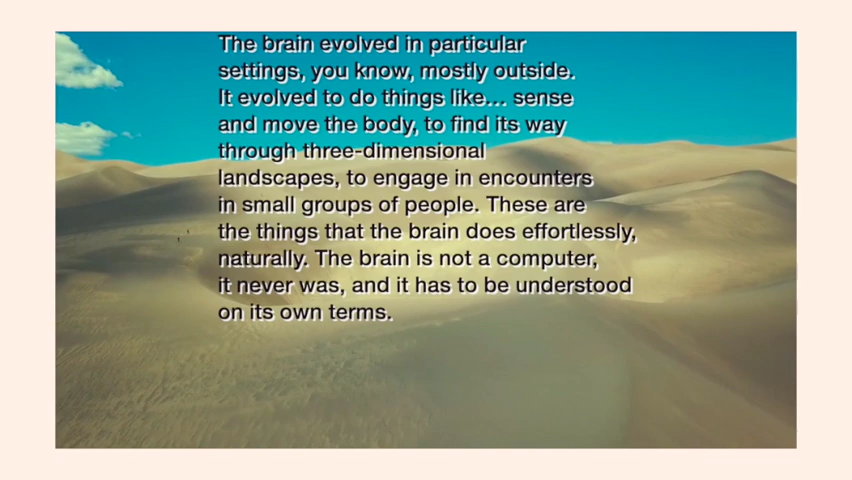 The brain evolved in particular
settings, you know, mostly outside.
It evolved to do things like... sense
and move the body, to find its way
through three-dimensional
landscapes, to engage in encounters
in small groups of people. These are
the things that the brain does effortlessly,
naturally. The brain is not a computer,
it never was, and it has to be understood
on its own terms.